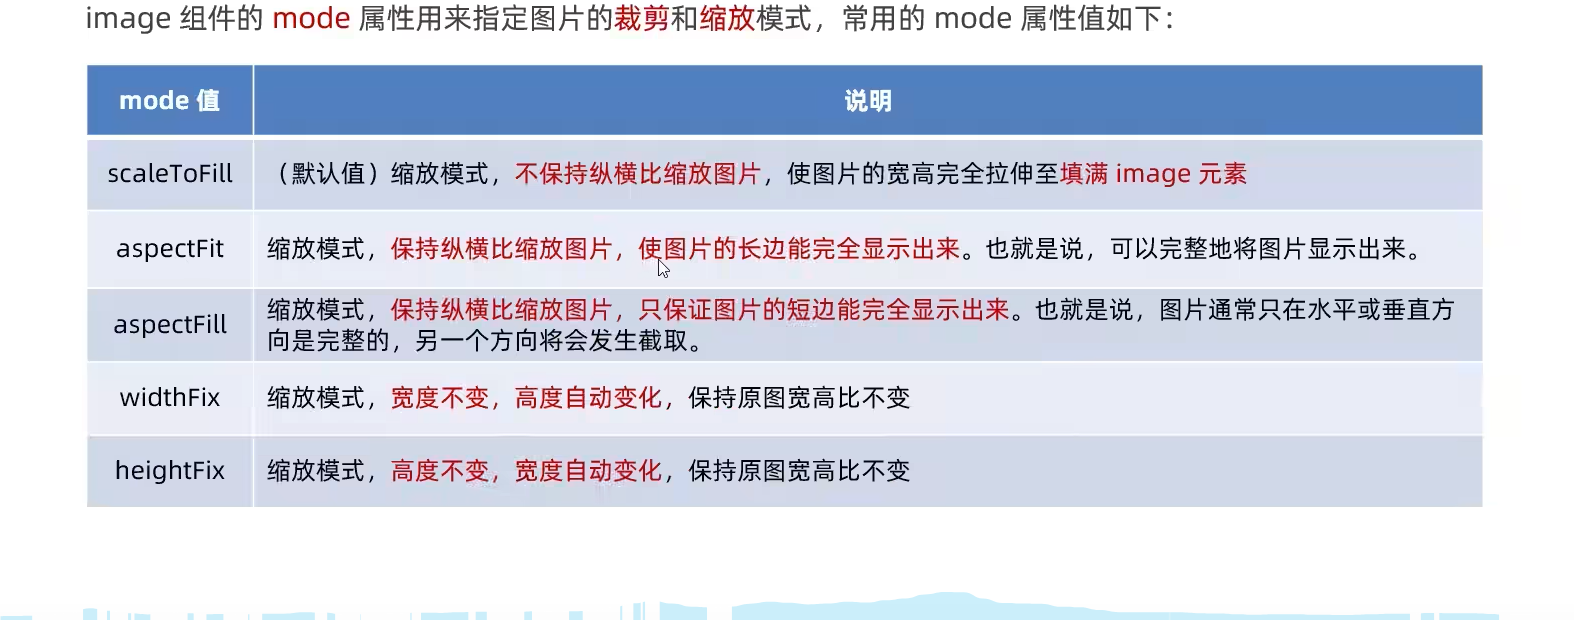 image 组件的 mode 属性用来指定图片的裁剪和缩放模式，常用的 mode 属性值如下：
mode 值
说明
scaleToFill
（默认值）缩放模式，不保持纵横比缩放图片，使图片的宽高完全拉伸至填满 image 元素
aspectFit
缩放模式，保持纵横比缩放图片，使图片的长边能完全显示出来。也就是说，可以完整地将图片显示出来。
aspectFill
缩放模式，保持纵横比缩放图片，只保证图片的短边能完全显示出来。也就是说，图片通常只在水平或垂直方
向是完整的，另一个方向将会发生截取。
widthFix
缩放模式，宽度不变，高度自动变化，保持原图宽高比不变
heightFix
缩放模式，高度不变，宽度自动变化，保持原图宽高比不变